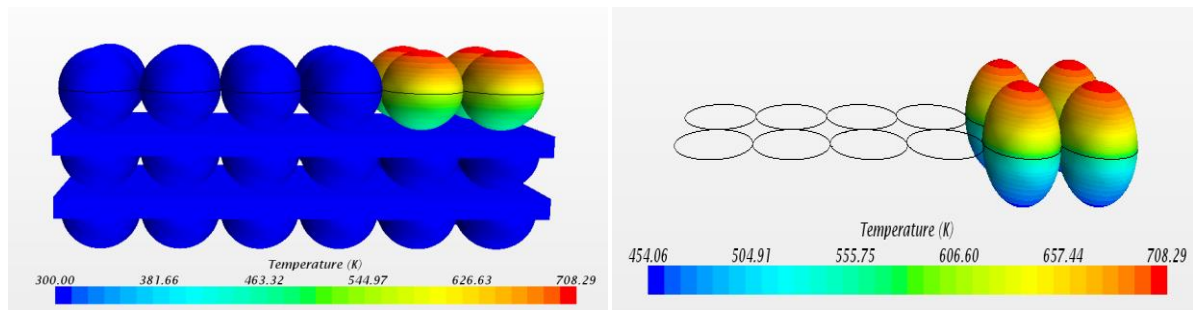 Temperature (K)
300.00 381.66 463.32 544.97 626.63 708.29
Temperature (K)
454.06 504.91 555.75 606.60 657.44 708.29